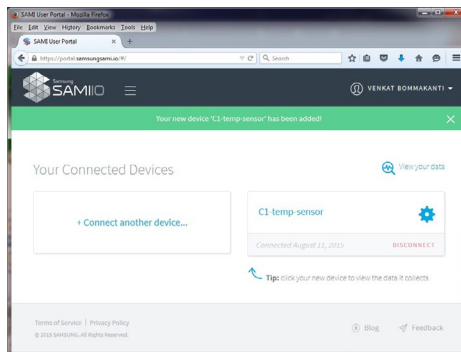 SAMI User Portal - Mozilla Firefox
File Edit View History Bookmarks Tools Help
SAMI User Portal × +
https://portal.samsungsami.io/#/ Search
Samsung
SAMIIO VENKAT BOMMAKANTI
Your new device 'C1-temp-sensor' has been added! ×
Your Connected Devices View your data
+ Connect another device...
C1-temp-sensor
Connected August 11, 2015 DISCONNECT
Tip: click your new device to view the data it collects
Terms of Service | Privacy Policy
© 2015 SAMSUNG. All Rights Reserved.
Blog Feedback